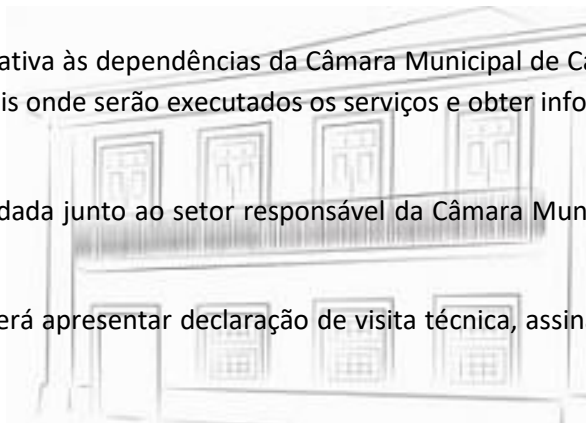 ativa às dependências da Câmara Municipal de Ca
is onde serão executados os serviços e obter info
dada junto ao setor responsável da Câmara Mun
erá apresentar declaração de visita técnica, assin